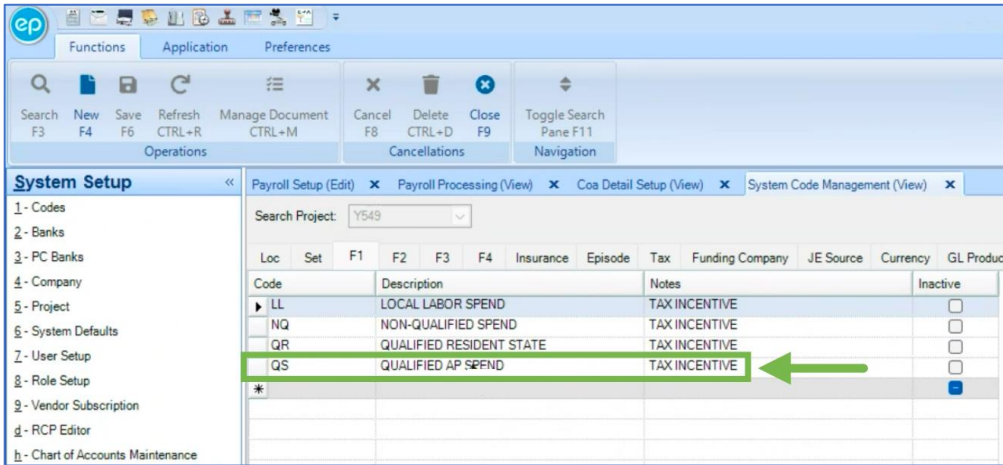 ep
Functions Application Preferences
Search New Save Refresh Manage Document Cancel Delete Close Toggle Search
F3 F4 F6 CTRL+R CTRL+M F8 CTRL+D F9 Pane F11
Operations Cancellations Navigation
System Setup «
1 - Codes
2 - Banks
3 - PC Banks
4 - Company
5 - Project
6 - System Defaults
7 - User Setup
8 - Role Setup
9 - Vendor Subscription
d - RCP Editor
h - Chart of Accounts Maintenance
Payroll Setup (Edit) Payroll Processing (View) Coa Detail Setup (View) System Code Management (View)
Search Project: Y549
Loc Set F1 F2 F3 F4 Insurance Episode Tax Funding Company JE Source Currency GL Produc
Code Description Notes Inactive
LL LOCAL LABOR SPEND TAX INCENTIVE
NQ NON-QUALIFIED SPEND TAX INCENTIVE
QR QUALIFIED RESIDENT STATE TAX INCENTIVE
QS QUALIFIED AP SPEND TAX INCENTIVE